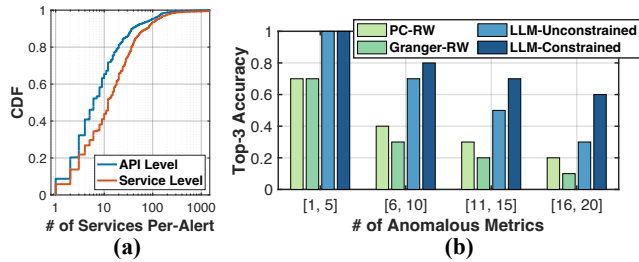 (a)
CDF
1
0.8
0.6
0.4
0.2
0
API Level
Service Level
1 10 100 1000
# of Services Per-Alert
(a)
(b)
PC-RW LLM-Unconstrained
Granger-RW LLM-Constrained
Top-3 Accuracy
1
0.8
0.6
0.4
0.2
0
[1, 5] [6, 10] [11, 15] [16, 20]
# of Anomalous Metrics
(b)